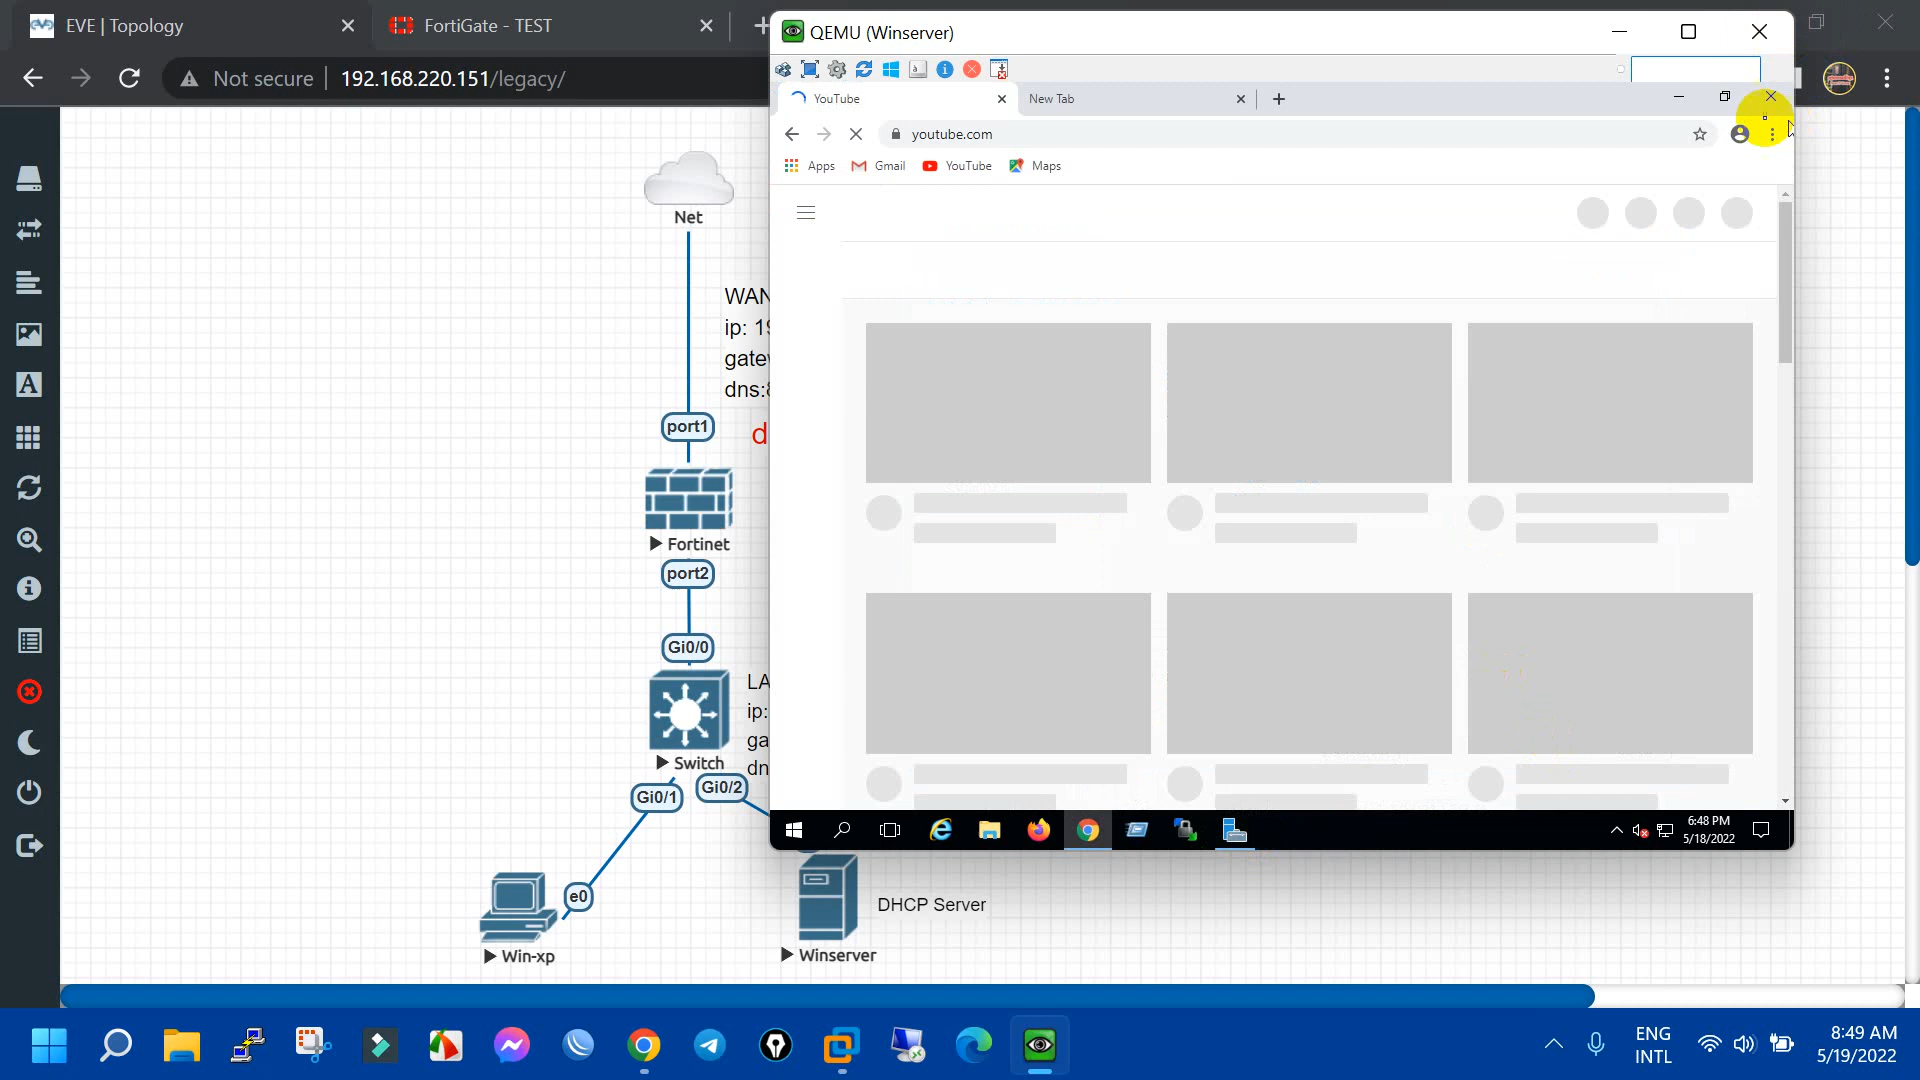 EVE | Topology
FortiGate - TEST
Not secure
192.168.220.151/legacy/
QEMU (Winserver)
YouTube
New Tab
youtube.com
Apps
Gmail
YouTube
Maps
Net
WAN
ip: 19
gatew
dns:8
d
port1
Fortinet
port2
Gi0/0
LA
ip:
ga
dn
Switch
Gi0/1
Gi0/2
e0
Win-xp
Winserver
DHCP Server
6:48 PM
5/18/2022
ENG
INTL
8:49 AM
5/19/2022